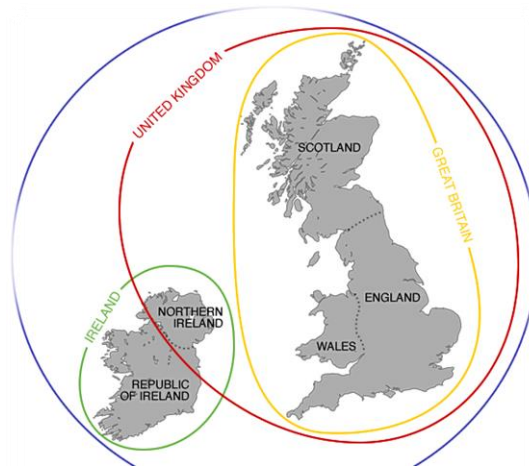 UNITED KINGDOM
SCOTLAND
GREAT BRITAIN
IRELAND
NORTHERN
IRELAND
ENGLAND
WALES
REPUBLIC
OF IRELAND